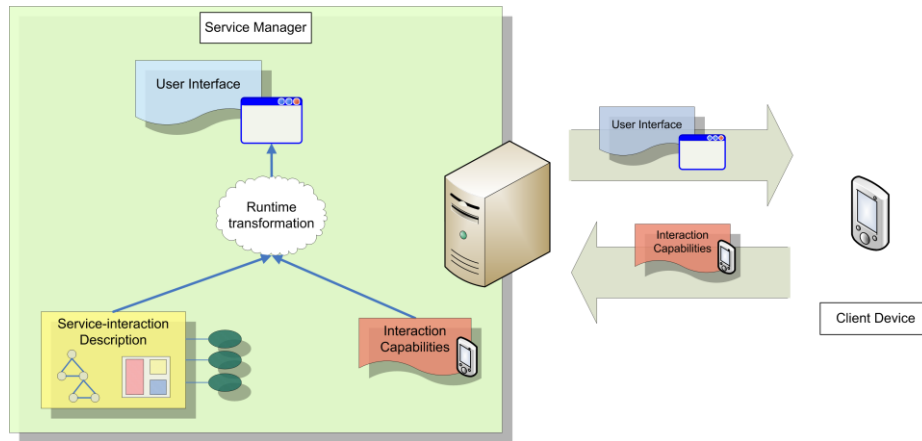 Service Manager
User Interface
User Interface
Runtime
transformation
Interaction
Capabilities
Service-interaction
Description
Interaction
Capabilities
Client Device